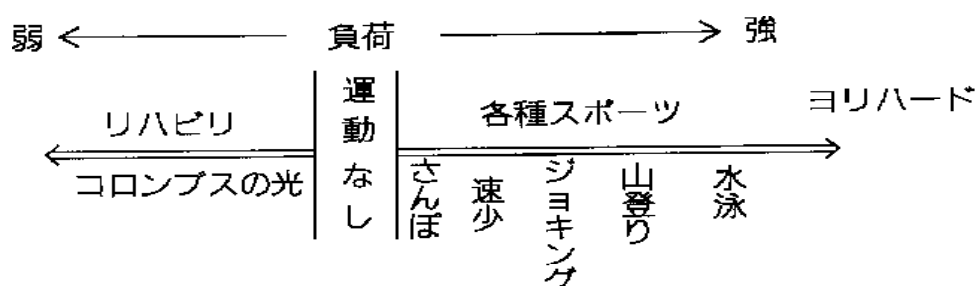 弱 負荷 強
ヨリハード
リハビリ
各種スポーツ
運動なし
コロンブスの光
さんぽ
速少
ジョキング
山登り
水泳